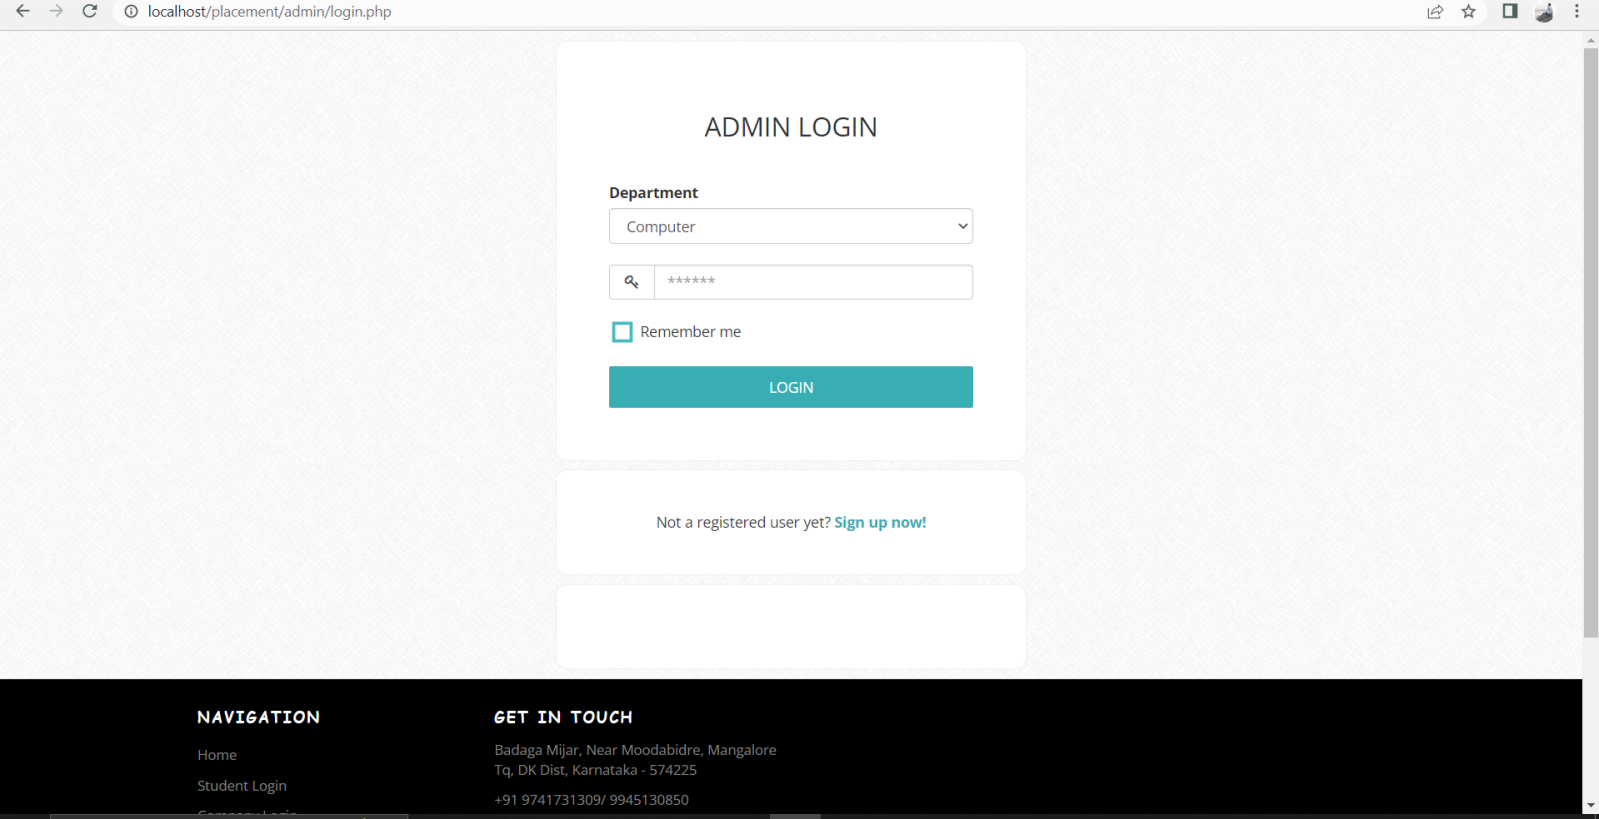 localhost/placement/admin/login.php
ADMIN LOGIN
Department
Computer
******
Remember me
LOGIN
Not a registered user yet? Sign up now!
NAVIGATION
Home
Student Login
Company Login
GET IN TOUCH
Badaga Mijar, Near Moodabidre, Mangalore
Tq, DK Dist, Karnataka - 574225
+91 9741731309/ 9945130850